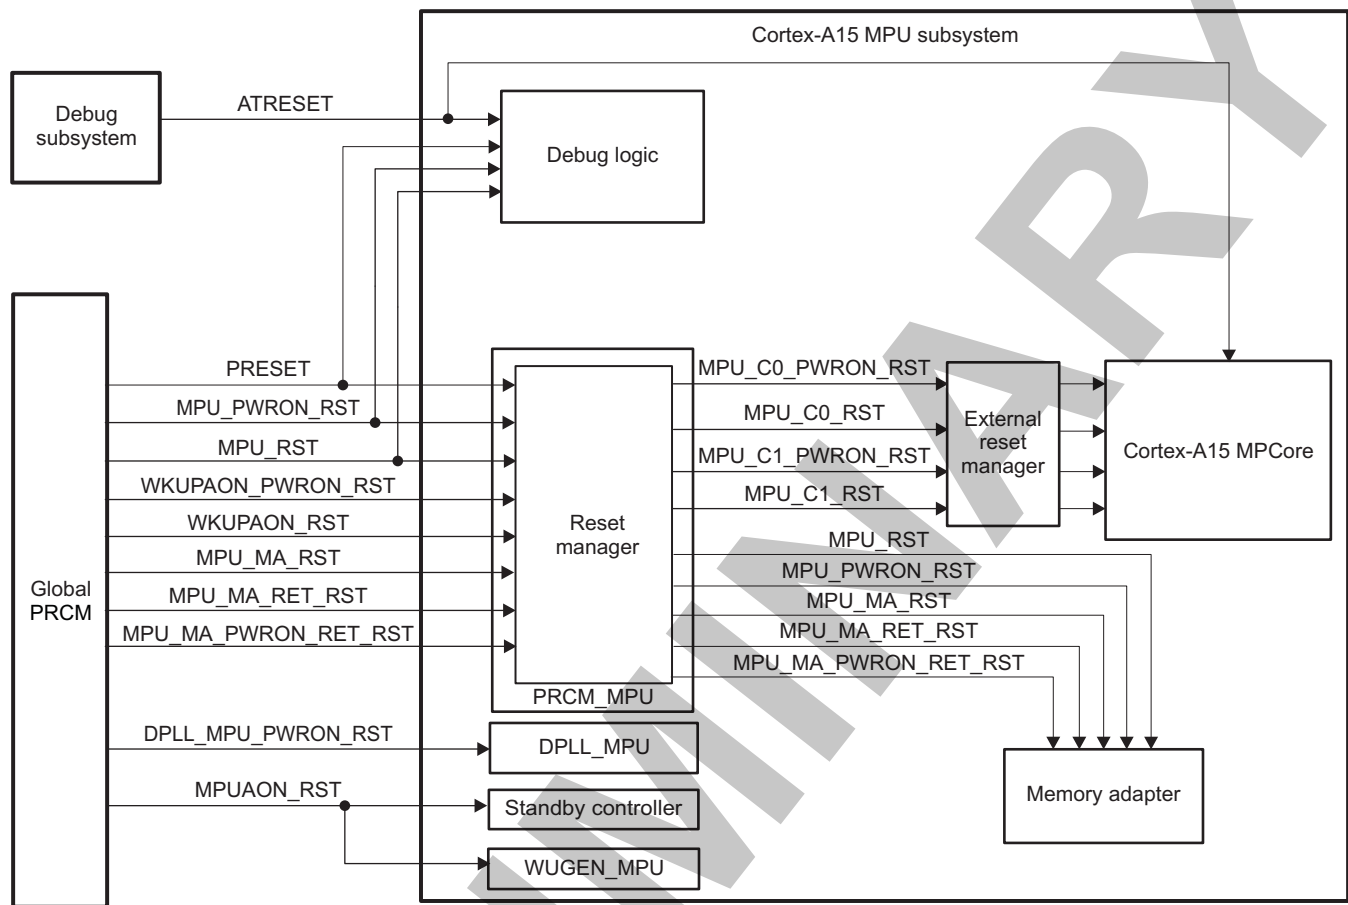 Cortex-A15 MPU subsystem
Debug
subsystem
ATRESET
Debug logic
Global
PRCM
PRESET
MPU_PWRON_RST
MPU_RST
WKUPAON_PWRON_RST
WKUPAON_RST
MPU_MA_RST
MPU_MA_RET_RST
MPU_MA_PWRON_RET_RST
DPLL_MPU_PWRON_RST
MPUAON_RST
Reset
manager
PRCM_MPU
DPLL_MPU
Standby controller
WUGEN_MPU
MPU_C0_PWRON_RST
MPU_C0_RST
MPU_C1_PWRON_RST
MPU_C1_RST
External
reset
manager
Cortex-A15 MPCore
MPU_RST
MPU_PWRON_RST
MPU_MA_RST
MPU_MA_RET_RST
MPU_MA_PWRON_RET_RST
Memory adapter
IMINARY